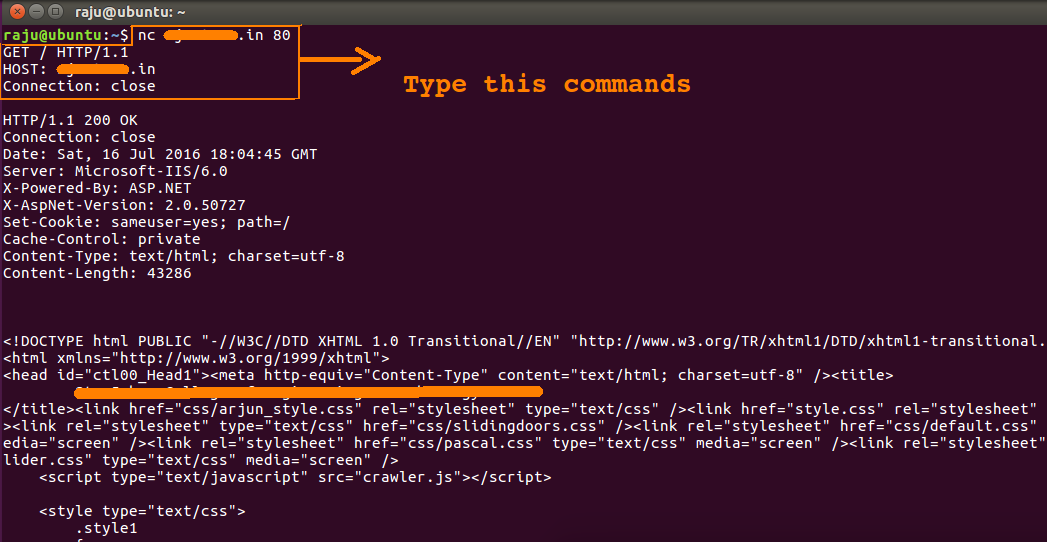 raju@ubuntu: ~
raju@ubuntu:~$ nc .in 80
GET / HTTP/1.1
HOST: .in
Connection: close
Type this commands
HTTP/1.1 200 OK
Connection: close
Date: Sat, 16 Jul 2016 18:04:45 GMT
Server: Microsoft-IIS/6.0
X-Powered-By: ASP.NET
X-AspNet-Version: 2.0.50727
Set-Cookie: sameuser=yes; path=/
Cache-Control: private
Content-Type: text/html; charset=utf-8
Content-Length: 43286
<!DOCTYPE html PUBLIC "-//W3C//DTD XHTML 1.0 Transitional//EN" "http://www.w3.org/TR/xhtml1/DTD/xhtml1-transitional.
<html xmlns="http://www.w3.org/1999/xhtml">
<head id="ctl00_Head1"><meta http-equiv="Content-Type" content="text/html; charset=utf-8" /><title>
</title><link href="css/arjun_style.css" rel="stylesheet" type="text/css" /><link href="style.css" rel="stylesheet"
><link rel="stylesheet" type="text/css" href="css/slidingdoors.css" /><link rel="stylesheet" href="css/default.css"
edia="screen" /><link rel="stylesheet" href="css/pascal.css" type="text/css" media="screen" /><link rel="stylesheet"
lider.css" type="text/css" media="screen" />
<script type="text/javascript" src="crawler.js"></script>
<style type="text/css">
.style1